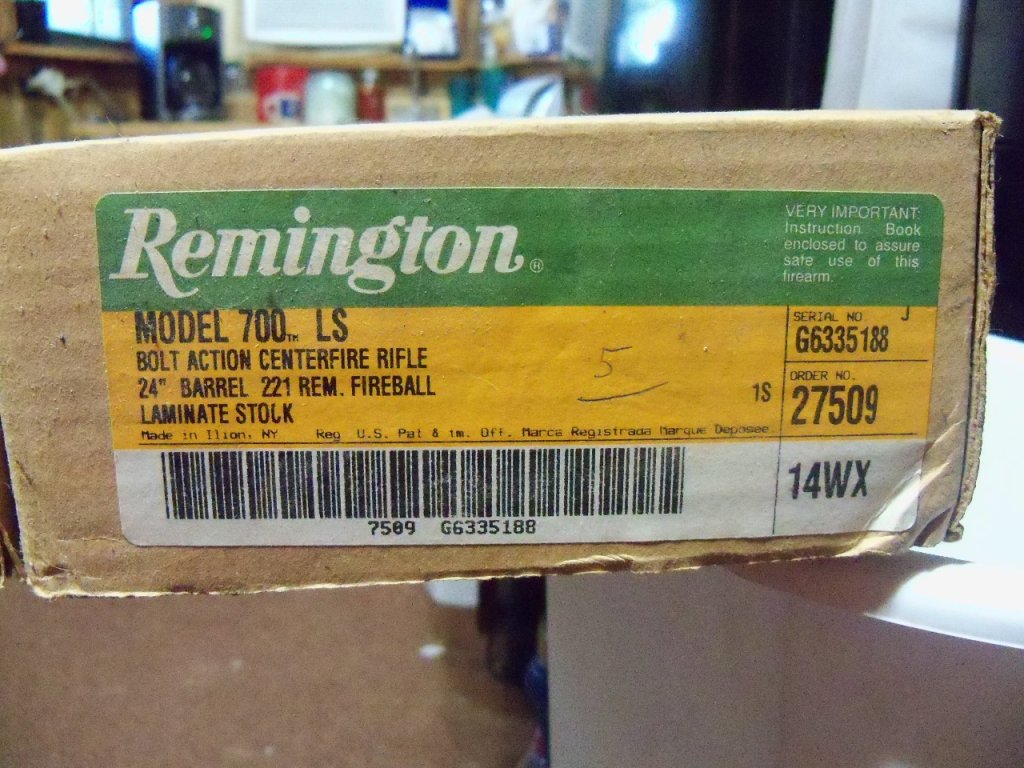 Remington®
VERY IMPORTANT:
Instruction Book
enclosed to assure
safe use of this
firearm.
MODEL 700™ LS
BOLT ACTION CENTERFIRE RIFLE
24" BARREL 221 REM. FIREBALL
LAMINATE STOCK
Made in Ilion, NY Reg U.S. Pat & tm. Off. Marca Registrada Marque Deposee.
5
1S
SERIAL NO J
G6335188
ORDER NO.
27509
14WX
7509 G6335188